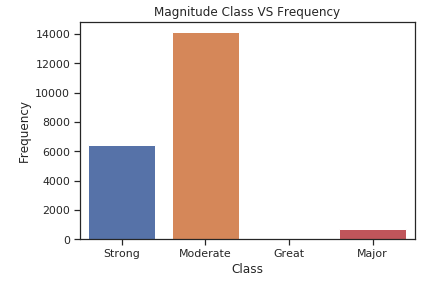 Magnitude Class VS Frequency
Frequency
14000
12000
10000
8000
6000
4000
2000
0
Strong Moderate Great Major
Class